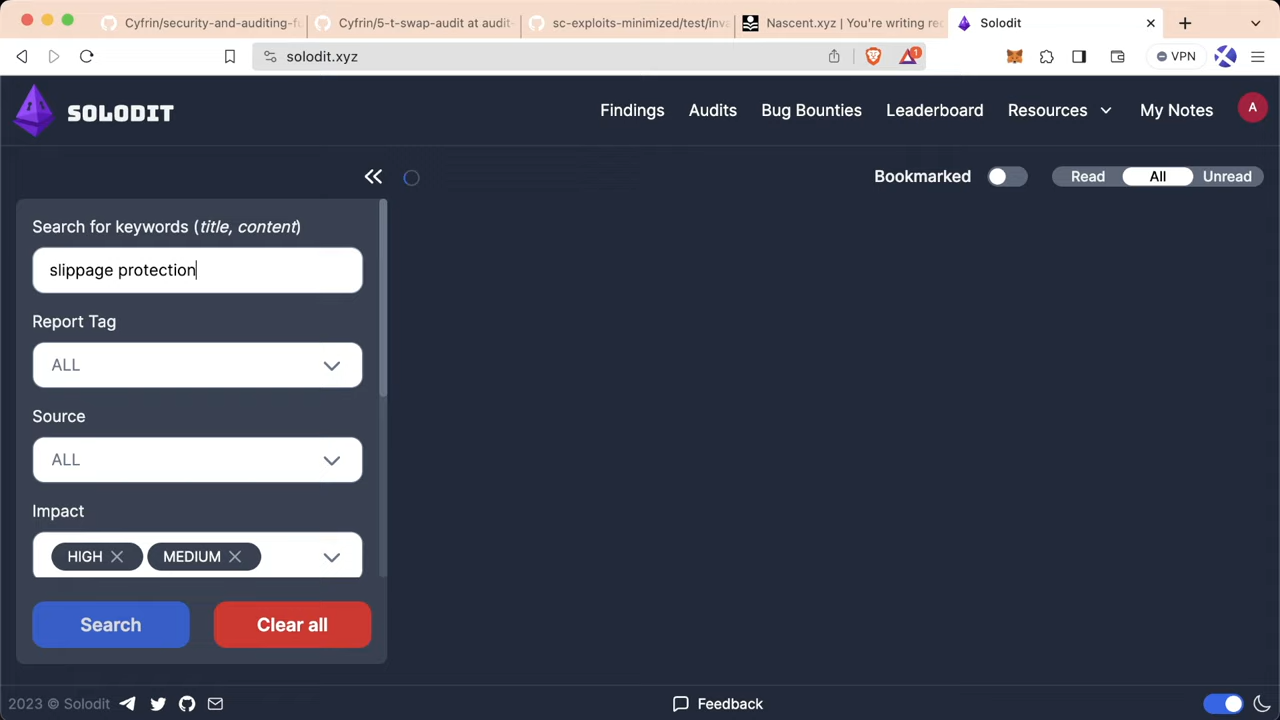 Cyfrin/security-and-auditing-fu
Cyfrin/5-t-swap-audit at audit-
sc-exploits-minimized/test/inva
Nascent.xyz | You're writing req
Solodit
solodit.xyz
1
VPN
SOLODIT
Findings
Audits
Bug Bounties
Leaderboard
Resources
My Notes
A
Bookmarked
Read
All
Unread
Search for keywords (title, content)
slippage protection
Report Tag
ALL
Source
ALL
Impact
HIGH
MEDIUM
Search
Clear all
2023 © Solodit
Feedback